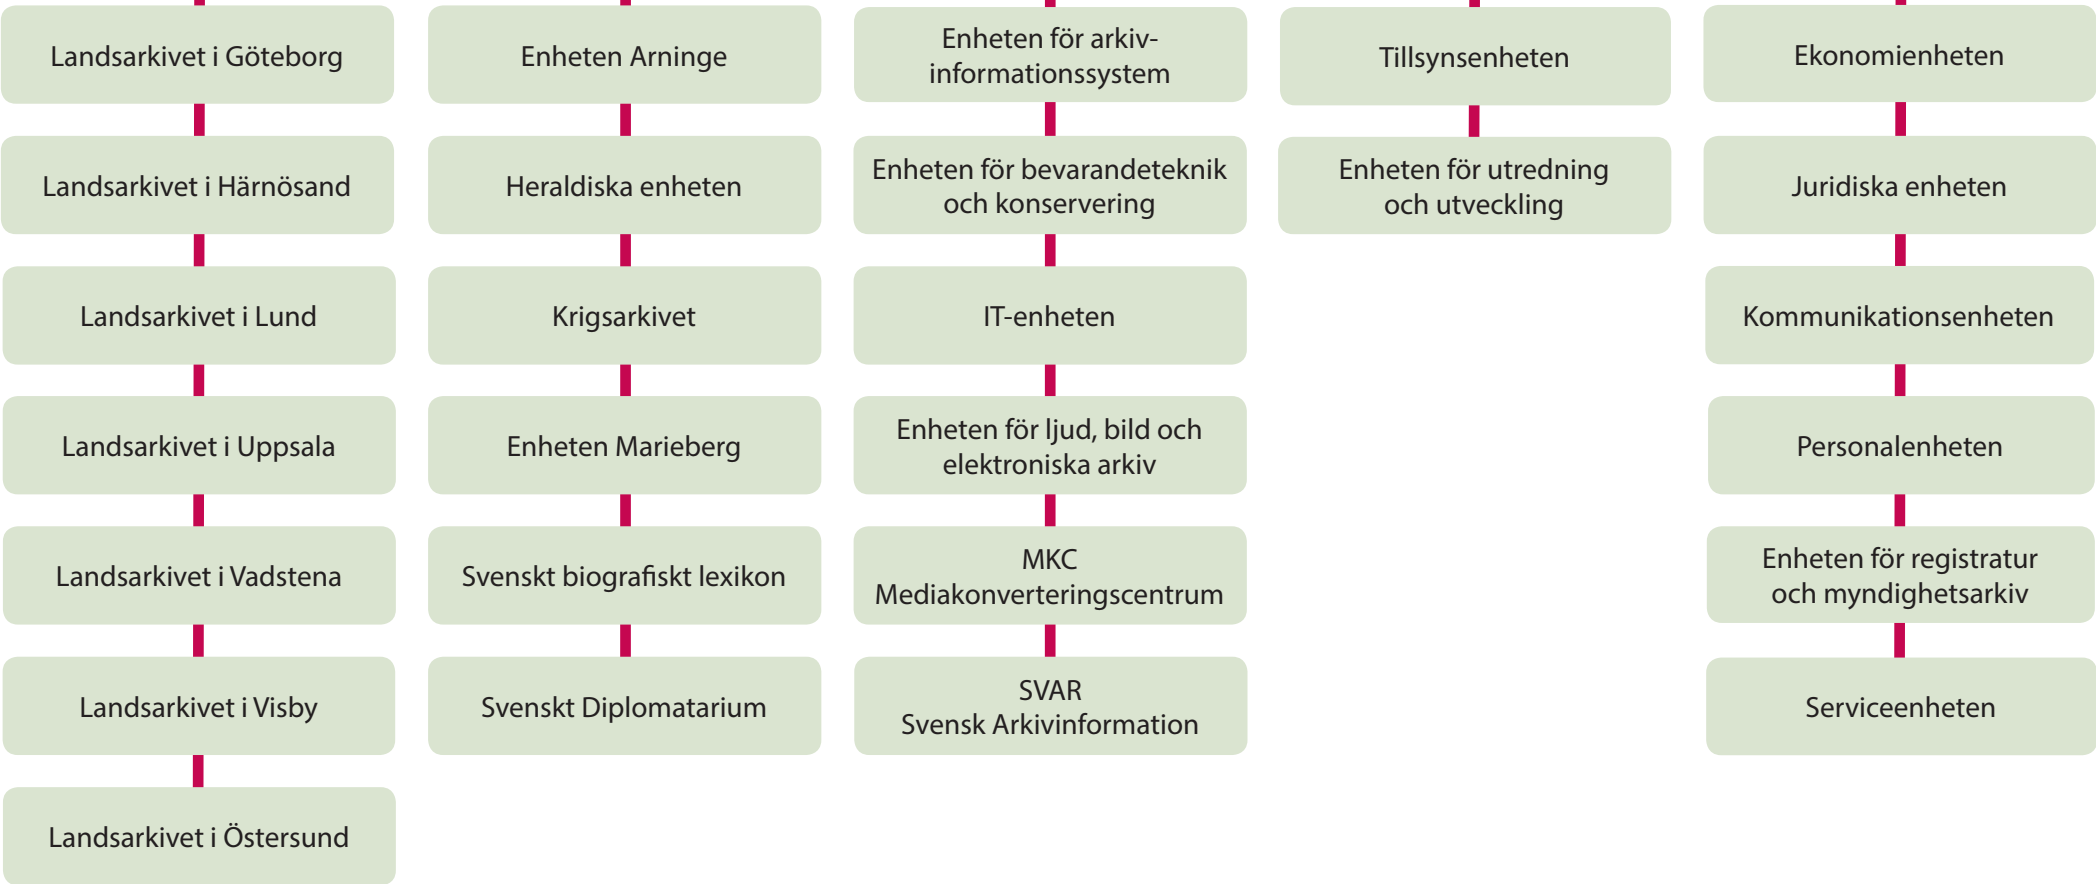 Landsarkivet i Göteborg
Landsarkivet i Härnösand
Landsarkivet i Lund
Landsarkivet i Uppsala
Landsarkivet i Vadstena
Landsarkivet i Visby
Landsarkivet i Östersund
Enheten Arninge
Heraldiska enheten
Krigsarkivet
Enheten Marieberg
Svenskt biografiskt lexikon
Svenskt Diplomatarium
Enheten för arkiv-
informationssystem
Enheten för bevarandeteknik
och konservering
IT-enheten
Enheten för ljud, bild och
elektroniska arkiv
MKC
Mediakonverteringscentrum
SVAR
Svensk Arkivinformation
Tillsynsenheten
Enheten för utredning
och utveckling
Ekonomienheten
Juridiska enheten
Kommunikationsenheten
Personalenheten
Enheten för registratur
och myndighetsarkiv
Serviceenheten